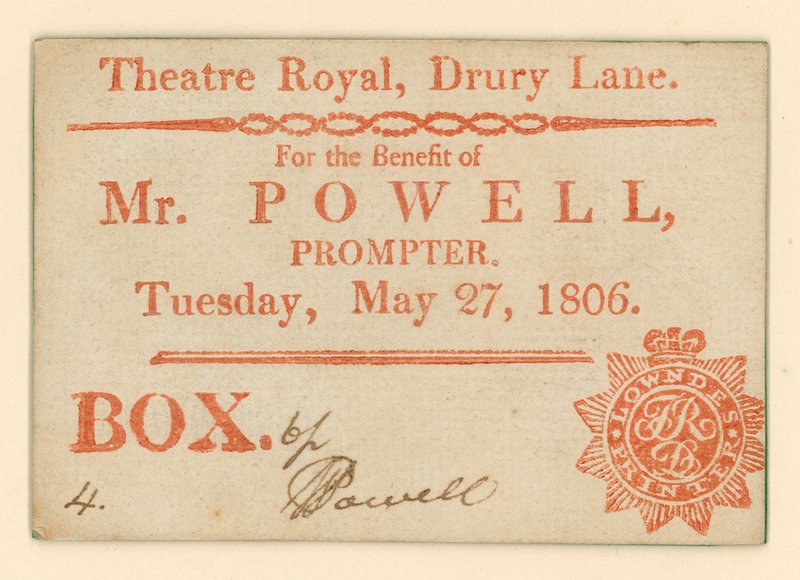 Theatre Royal, Drury Lane.
For the Benefit of
Mr. POWELL,
PROMPTER.
Tuesday, May 27, 1806.
BOX.
4.
Powell
LOWNDES
PRINTER